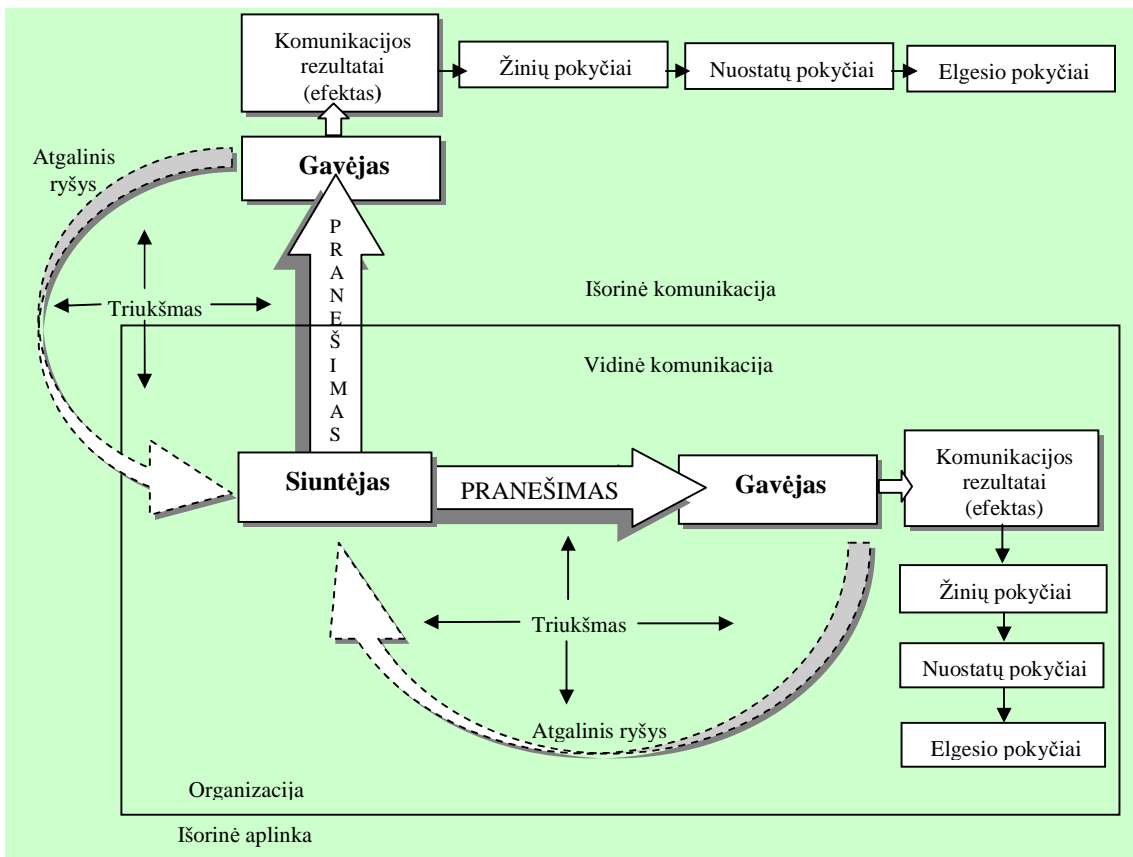 Komunikacijos
rezultatai
(efektas)
Žinių pokyčiai
Nuostatų pokyčiai
Elgesio pokyčiai
Atgalinis
ryšys
Gavėjas
PRANEŠIMAS
Triukšmas
Išorinė komunikacija
Vidinė komunikacija
Siuntėjas
PRANEŠIMAS
Gavėjas
Komunikacijos
rezultatai
(efektas)
Žinių pokyčiai
Triukšmas
Nuostatų pokyčiai
Atgalinis ryšys
Elgesio pokyčiai
Organizacija
Išorinė aplinka